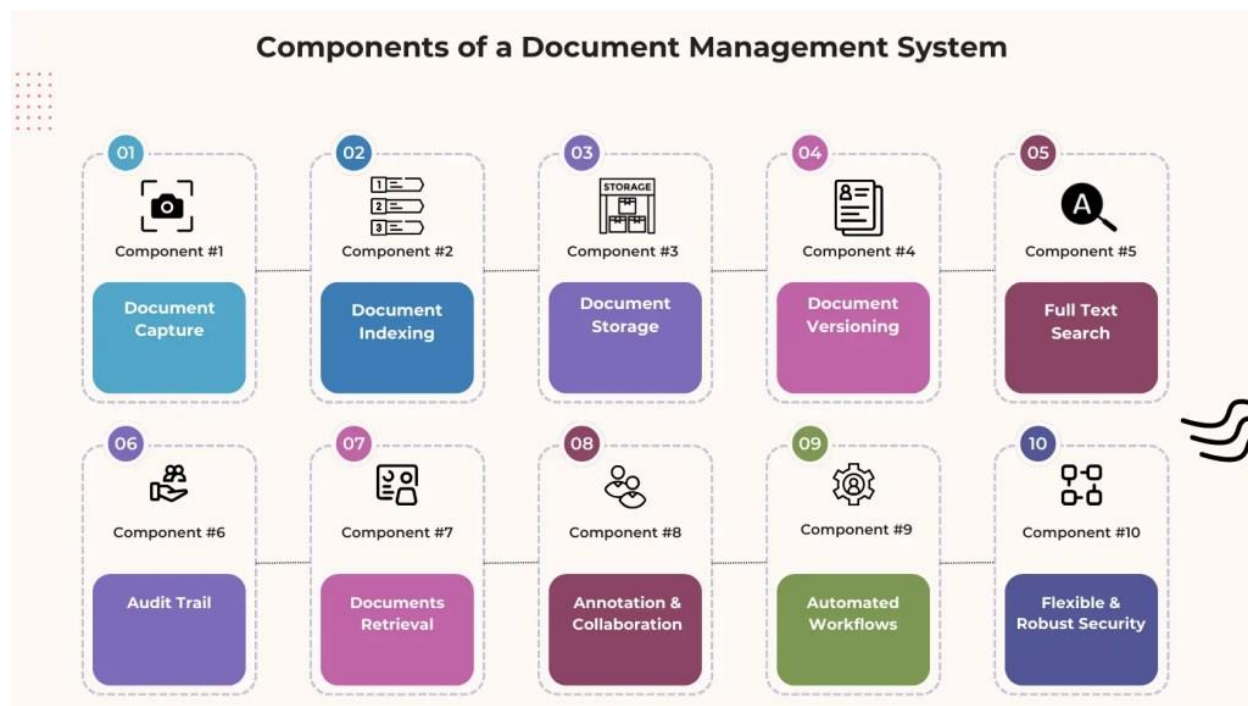 Components of a Document Management System
01
02
03
04
05
1
2
3
STORAGE
A
Component #1
Component #2
Component #3
Component #4
Component #5
Document
Capture
Document
Indexing
Document
Storage
Document
Versioning
Full Text
Search
06
07
08
09
10
Component #6
Component #7
Component #8
Component #9
Component #10
Audit Trail
Documents
Retrieval
Annotation &
Collaboration
Automated
Workflows
Flexible &
Robust Security